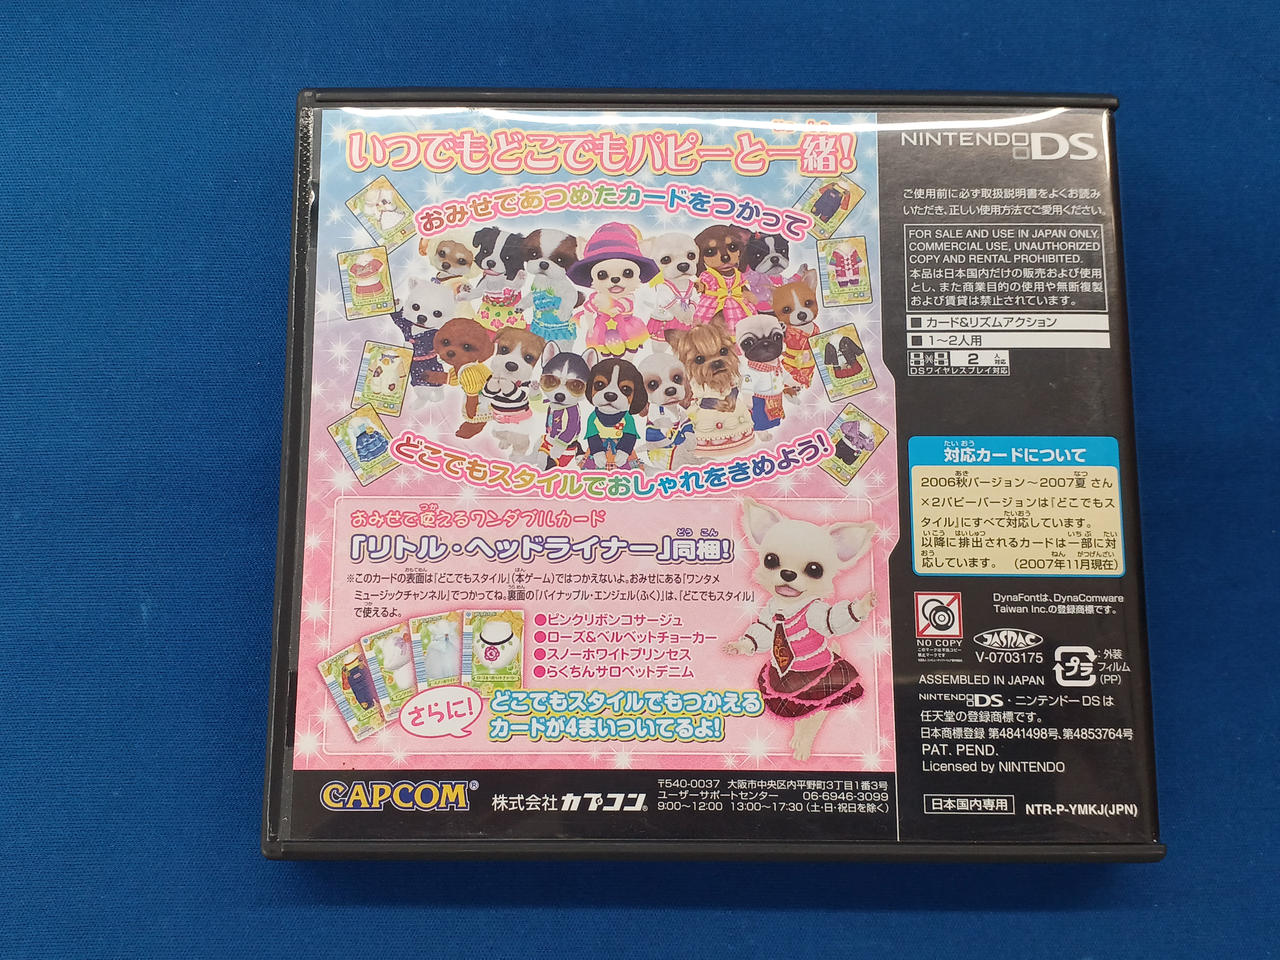 いつでもどこでもパピーと一緒!
おみせであつめたカードをつかって
どこでもスタイルでおしゃれをきめよう!
おみせで使えるワンダフルカード
「リトル・ヘッドライナー」同梱!
※このカードの表面は『どこでもスタイル』(本ゲーム)ではつかえないよ。おみせにある『ワンタメ
ミュージックチャンネル』でつかってね。裏面の「パイナップル・エンジェル(ふく)」は、『どこでもスタイル』
で使えるよ。
●ピンクリボンコサージュ
●ローズ&ベルベットチョーカー
●スノーホワイトプリンセス
●らくちんサロペットデニム
さらに!
どこでもスタイルでもつかえる
カードが4まいついてるよ!
CAPCOM®
株式会社カプコン®
〒540-0037 大阪市中央区内平野町3丁目1番3号
ユーザーサポートセンター 06-6946-3099
9:00~12:00 13:00~17:30(土・日・祝日を除く)
NINTENDO DS
ご使用前に必ず取扱説明書をよくお読み
いただき、正しい使用方法でご愛用ください。
FOR SALE AND USE IN JAPAN ONLY.
COMMERCIAL USE, UNAUTHORIZED
COPY AND RENTAL PROHIBITED.
本品は日本国内だけの販売および使用
とし、また商業目的の使用や無断複製
および賃貸は禁止されています。
■カード&リズムアクション
■1~2人用
2人対応
DSワイヤレスプレイ対応
対応カードについて
2006秋バージョン~2007夏 さん
×2パピーバージョンは『どこでもス
タイル』にすべて対応しています。
以降に排出されるカードは一部に対
応しています。 (2007年11月現在)
DynaFontは、DynaComware
Taiwan Inc.の登録商標です。
NO COPY
JASRAC
V-0703175
プラ
:外装
フィルム
(PP)
ASSEMBLED IN JAPAN
NINTENDO DS・ニンテンドーDSは
任天堂の登録商標です。
日本商標登録 第4841498号、第4853764号
PAT. PEND.
Licensed by NINTENDO
日本国内専用
NTR-P-YMKJ(JPN)